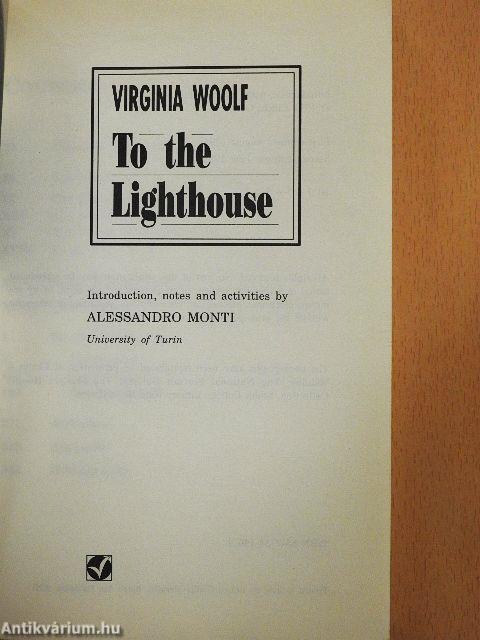 VIRGINIA WOOLF
To the
Lighthouse
Introduction, notes and activities by
ALESSANDRO MONTI
University of Turin
Antikvárium.hu